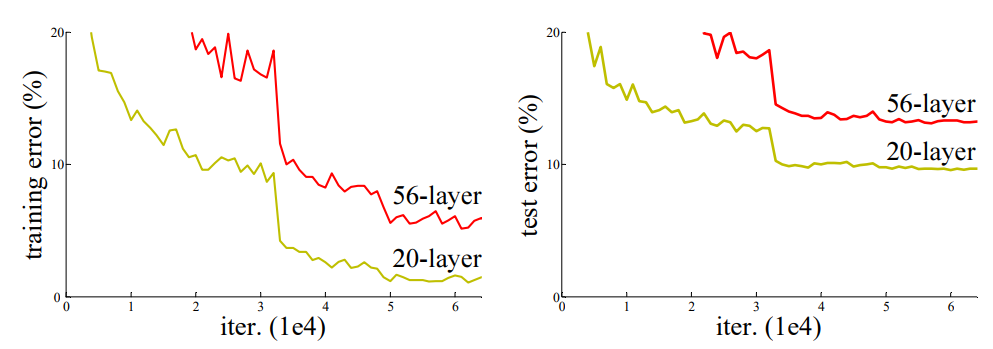 20
10
0
training error (%)
56-layer
20-layer
0 1 2 3 4 5 6
iter. (1e4)
20
10
0
test error (%)
56-layer
20-layer
0 1 2 3 4 5 6
iter. (1e4)